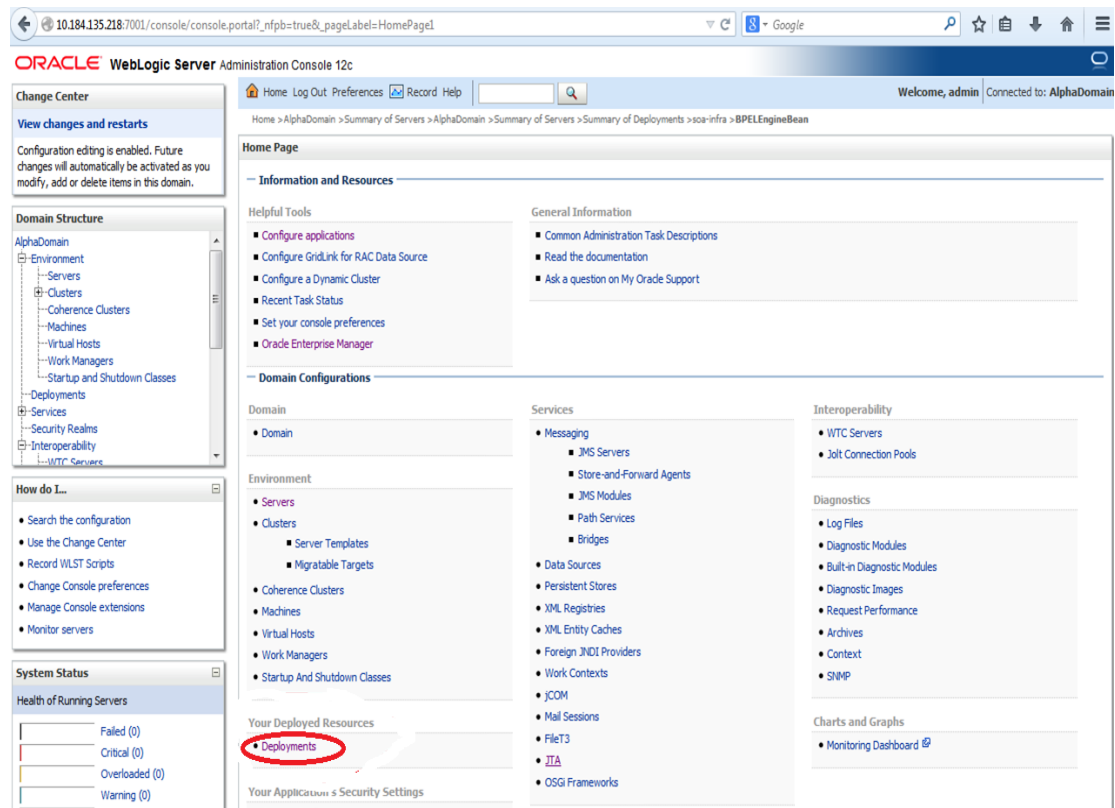 10.184.135.218:7001/console/console.portal?_nfpb=true&_pageLabel=HomePage1
Google
ORACLE WebLogic Server Administration Console 12c
Change Center
View changes and restarts
Configuration editing is enabled. Future
changes will automatically be activated as you
modify, add or delete items in this domain.
Domain Structure
AlphaDomain
Environment
Servers
Clusters
Coherence Clusters
Machines
Virtual Hosts
Work Managers
Startup and Shutdown Classes
Deployments
Services
Security Realms
Interoperability
WTC Servers
How do I...
Search the configuration
Use the Change Center
Record WLST Scripts
Change Console preferences
Manage Console extensions
Monitor servers
System Status
Health of Running Servers
Failed (0)
Critical (0)
Overloaded (0)
Warning (0)
Home Log Out Preferences Record Help
Welcome, admin Connected to: AlphaDomain
Home >AlphaDomain >Summary of Servers >AlphaDomain >Summary of Servers >Summary of Deployments >soa-infra >BPELEngineBean
Home Page
Information and Resources
Helpful Tools
Configure applications
Configure GridLink for RAC Data Source
Configure a Dynamic Cluster
Recent Task Status
Set your console preferences
Oracle Enterprise Manager
General Information
Common Administration Task Descriptions
Read the documentation
Ask a question on My Oracle Support
Domain Configurations
Domain
Domain
Environment
Servers
Clusters
Server Templates
Migratable Targets
Coherence Clusters
Machines
Virtual Hosts
Work Managers
Startup And Shutdown Classes
Your Deployed Resources
Deployments
Your Application's Security Settings
Services
Messaging
JMS Servers
Store-and-Forward Agents
JMS Modules
Path Services
Bridges
Data Sources
Persistent Stores
XML Registries
XML Entity Caches
Foreign JNDI Providers
Work Contexts
jCOM
Mail Sessions
FileT3
JTA
OSGi Frameworks
Interoperability
WTC Servers
Jolt Connection Pools
Diagnostics
Log Files
Diagnostic Modules
Built-in Diagnostic Modules
Diagnostic Images
Request Performance
Archives
Context
SNMP
Charts and Graphs
Monitoring Dashboard